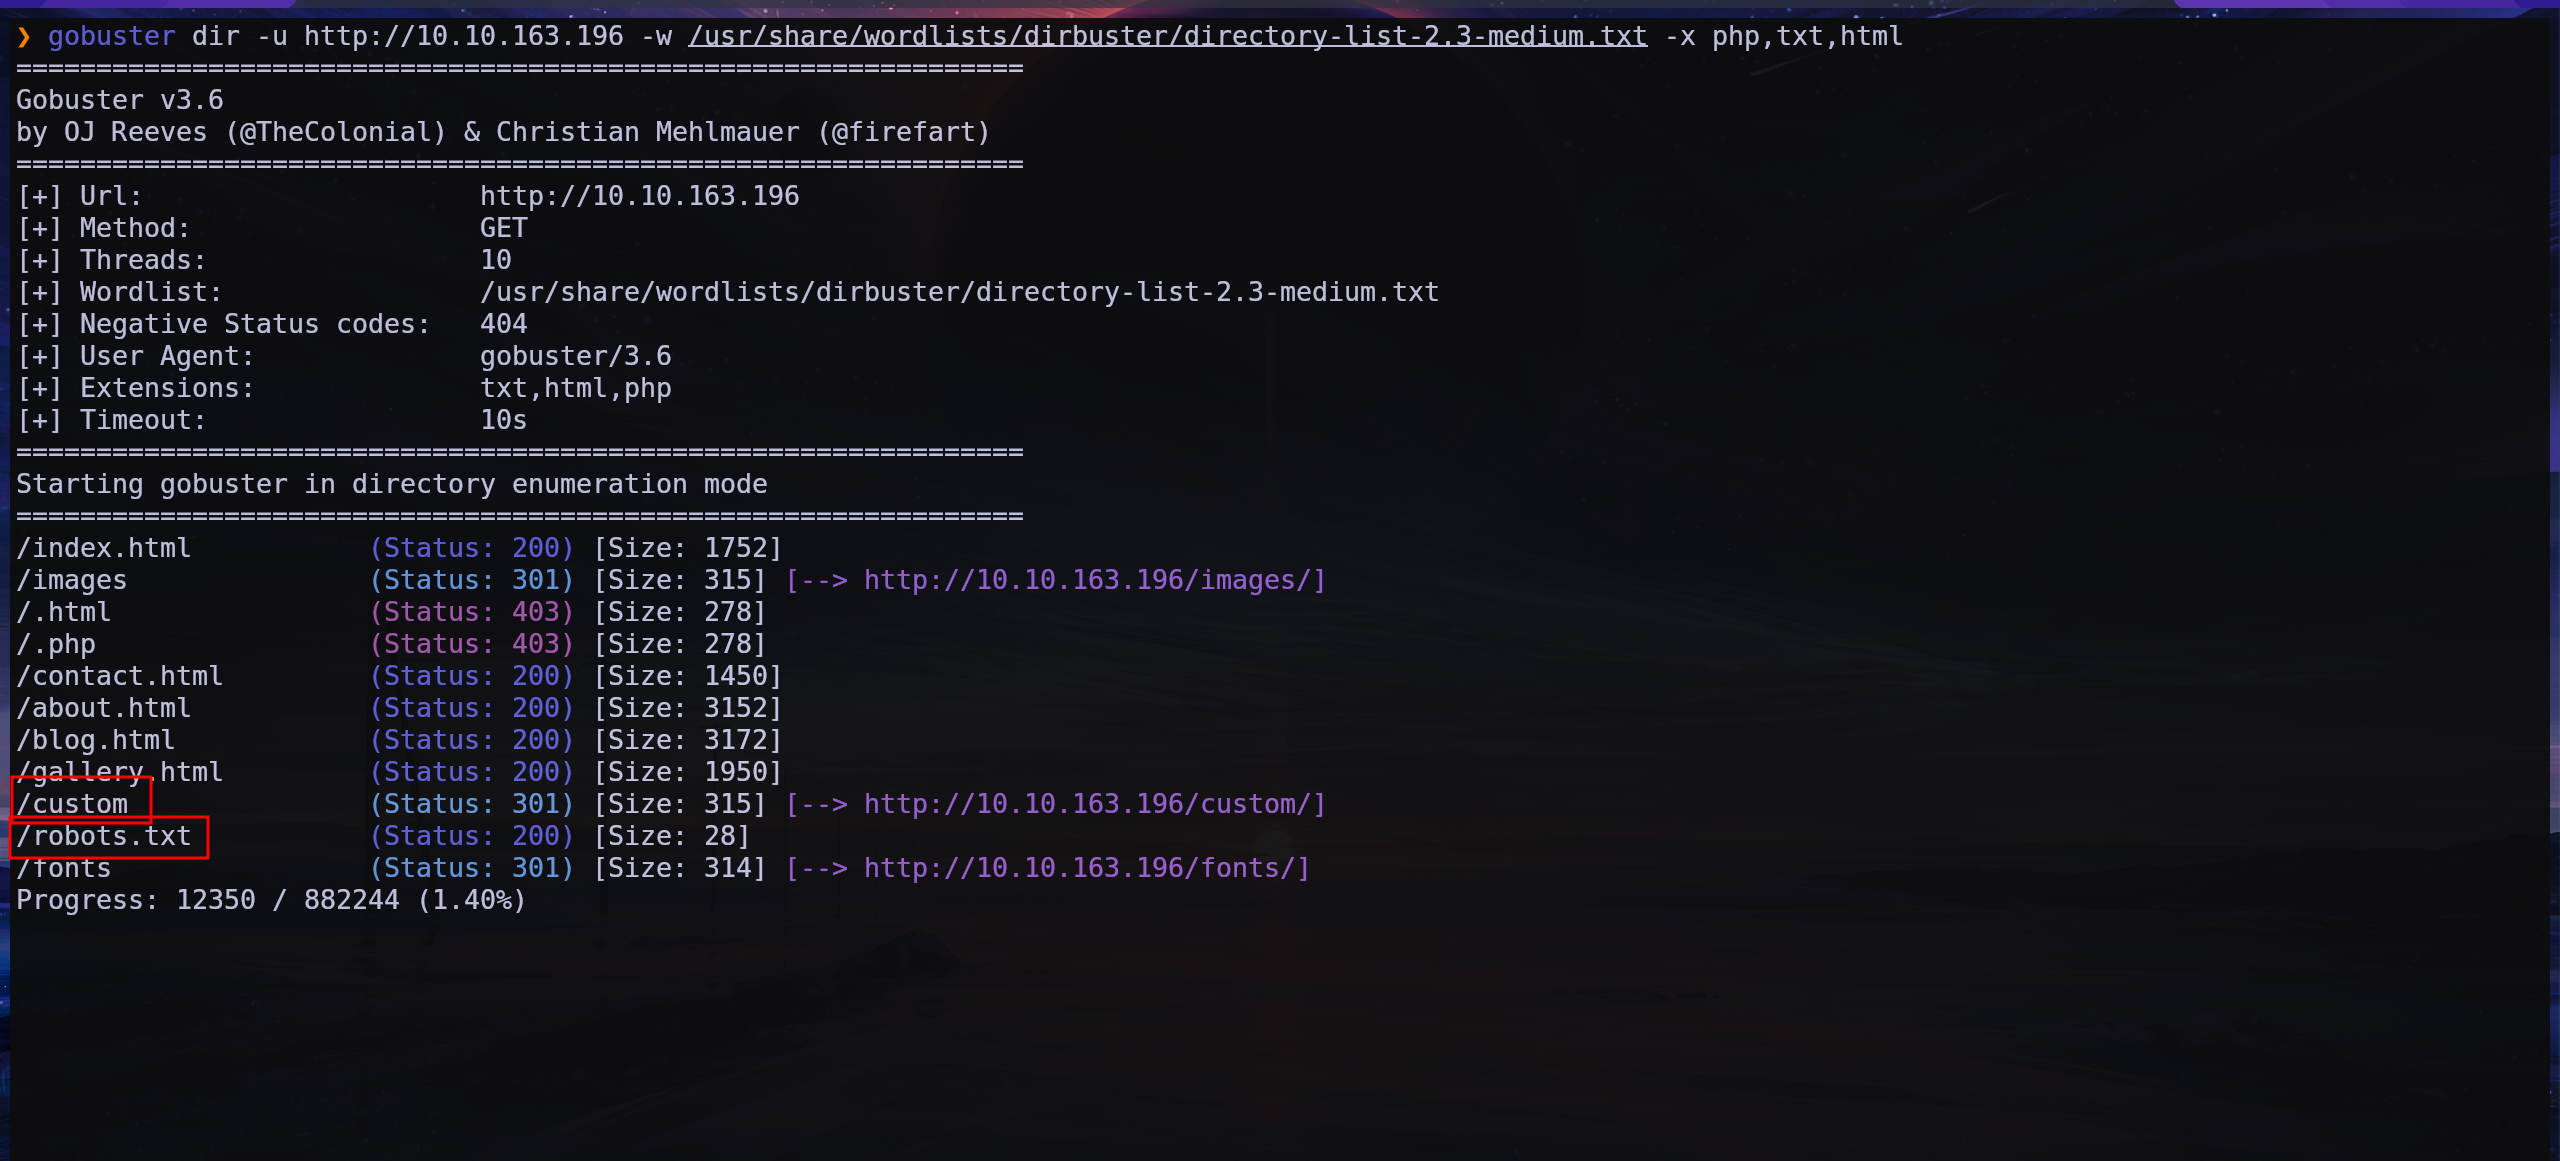 ❯ gobuster dir -u http://10.10.163.196 -w /usr/share/wordlists/dirbuster/directory-list-2.3-medium.txt -x php,txt,html
===============================================================
Gobuster v3.6
by OJ Reeves (@TheColonial) & Christian Mehlmauer (@firefart)
===============================================================
[+] Url:                     http://10.10.163.196
[+] Method:                  GET
[+] Threads:                 10
[+] Wordlist:                /usr/share/wordlists/dirbuster/directory-list-2.3-medium.txt
[+] Negative Status codes:   404
[+] User Agent:              gobuster/3.6
[+] Extensions:              txt,html,php
[+] Timeout:                 10s
===============================================================
Starting gobuster in directory enumeration mode
===============================================================
/index.html           (Status: 200) [Size: 1752]
/images               (Status: 301) [Size: 315] [--> http://10.10.163.196/images/]
/.html                (Status: 403) [Size: 278]
/.php                 (Status: 403) [Size: 278]
/contact.html         (Status: 200) [Size: 1450]
/about.html           (Status: 200) [Size: 3152]
/blog.html            (Status: 200) [Size: 3172]
/gallery.html         (Status: 200) [Size: 1950]
/custom               (Status: 301) [Size: 315] [--> http://10.10.163.196/custom/]
/robots.txt           (Status: 200) [Size: 28]
/fonts                (Status: 301) [Size: 314] [--> http://10.10.163.196/fonts/]
Progress: 12350 / 882244 (1.40%)